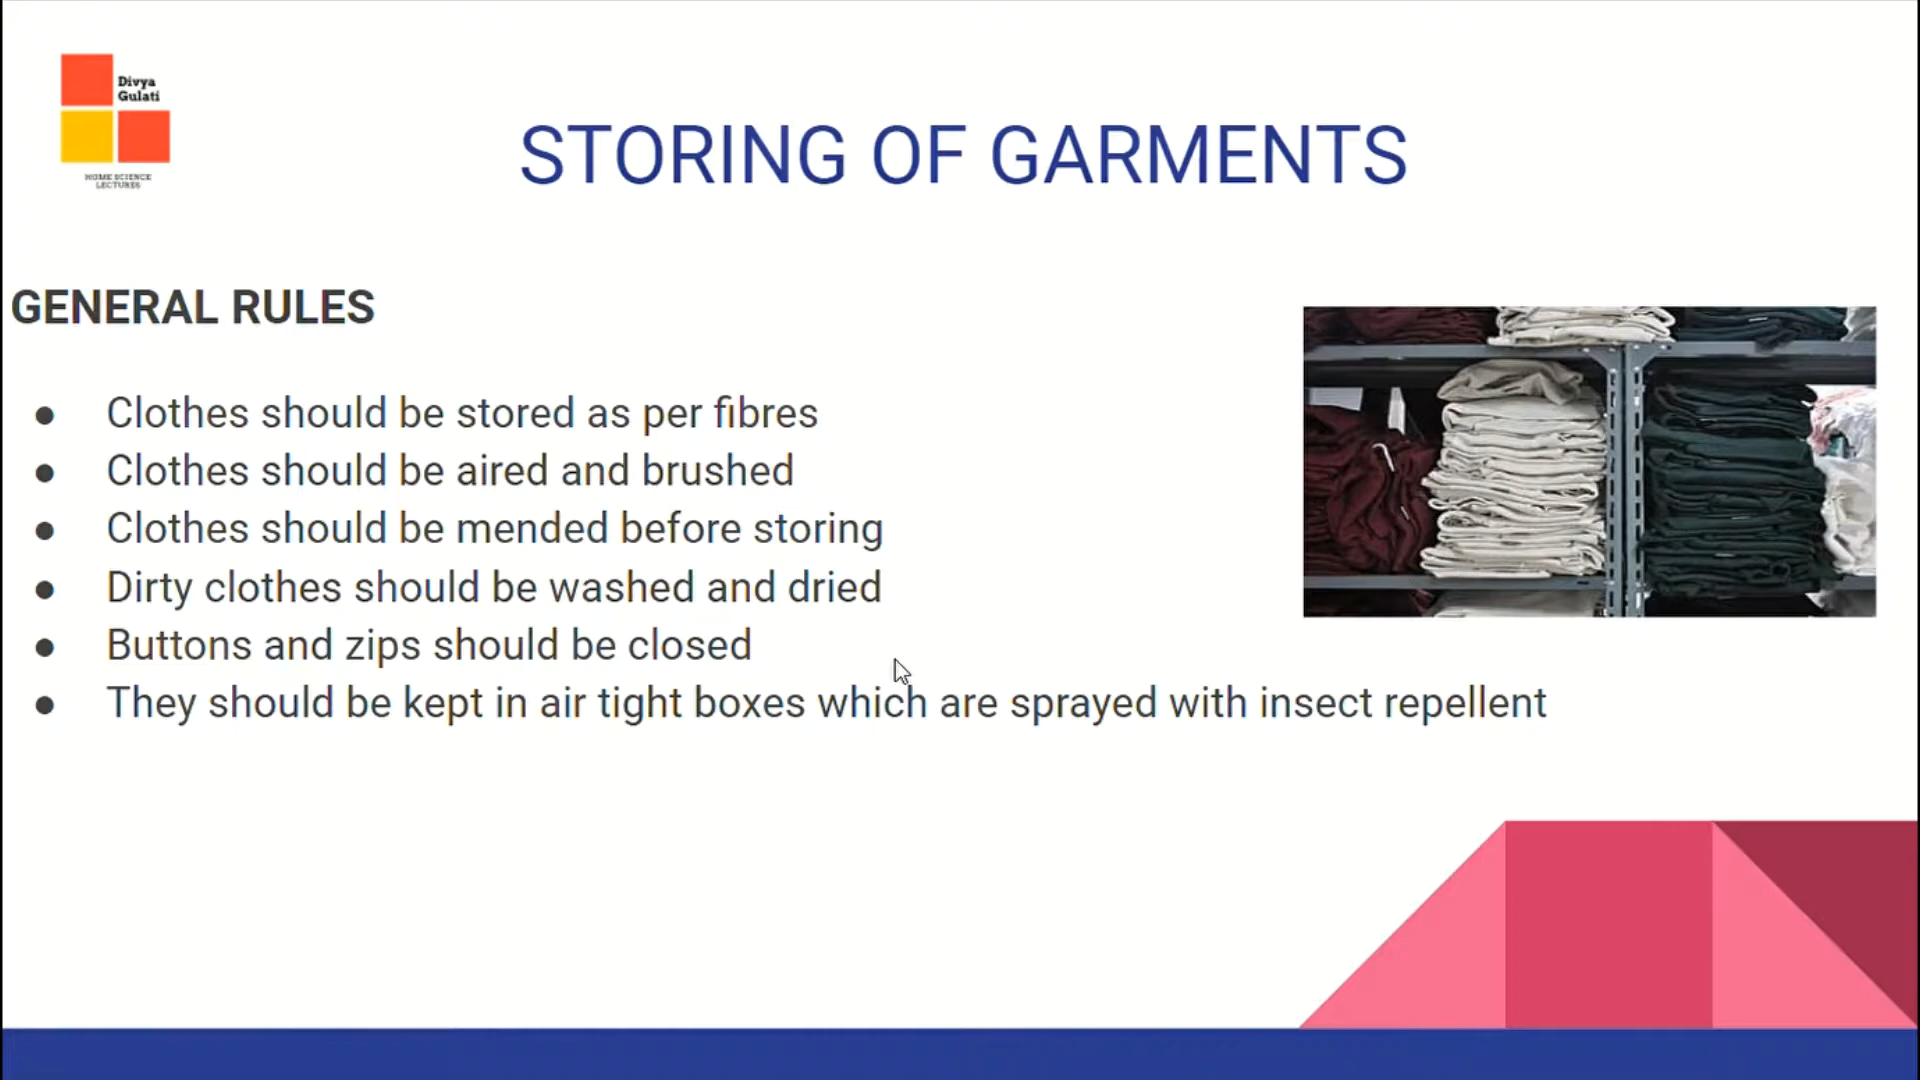 Divya
Gulati
HOME SCIENCE
LECTURES
STORING OF GARMENTS
GENERAL RULES
● Clothes should be stored as per fibres
● Clothes should be aired and brushed
● Clothes should be mended before storing
● Dirty clothes should be washed and dried
● Buttons and zips should be closed
● They should be kept in air tight boxes which are sprayed with insect repellent